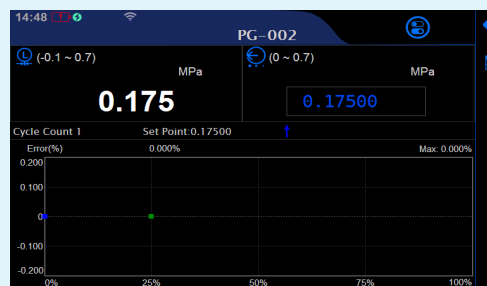 14:48
PG-002
(-0.1 ~ 0.7)
(0 ~ 0.7)
MPa
MPa
0.175
0.17500
Cycle Count 1
Set Point:0.17500
Error(%)
0.000%
Max: 0.000%
0.200
0.100
0
-0.100
-0.200
0%
25%
50%
75%
100%